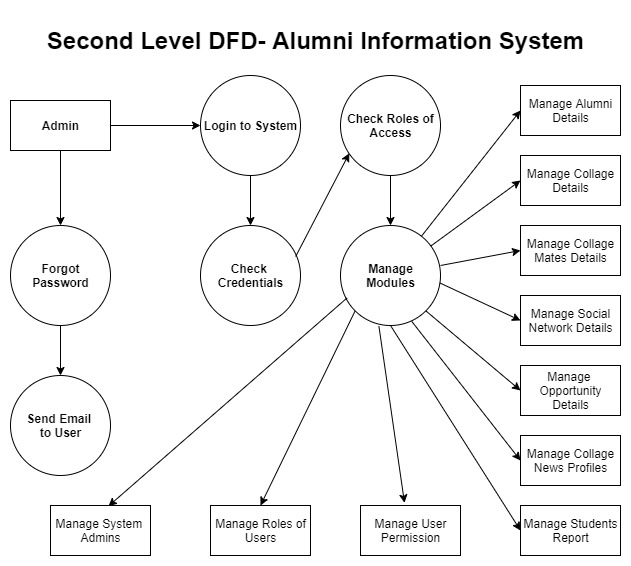 Second Level DFD- Alumni Information System
Admin
Login to System
Check Roles of
Access
Manage Alumni
Details
Manage Collage
Details
Forgot
Password
Check
Credentials
Manage
Modules
Manage Collage
Mates Details
Manage Social
Network Details
Manage
Opportunity
Details
Send Email
to User
Manage Collage
News Profiles
Manage System
Admins
Manage Roles of
Users
Manage User
Permission
Manage Students
Report